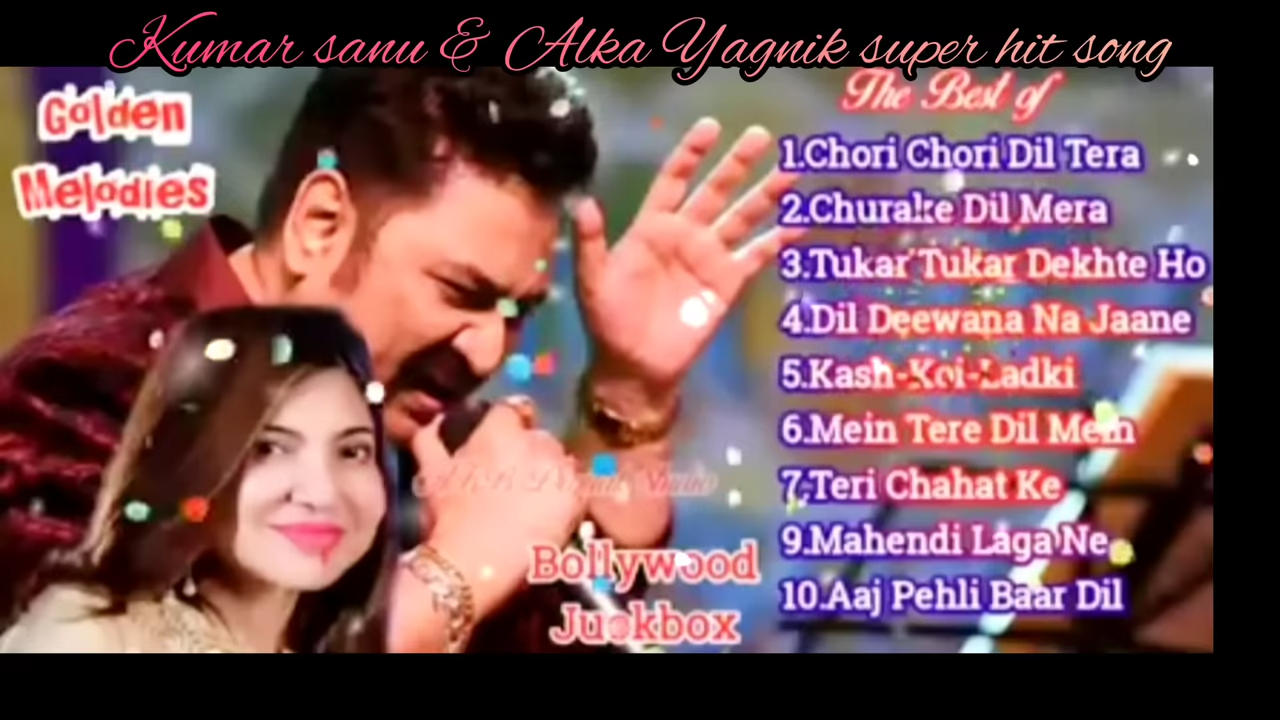 Kumar sanu & Alka Yagnik super hit song
Golden
Melodies
The Best of
1.Chori Chori Dil Tera
2.Churake Dil Mera
3.Tukar Tukar Dekhte Ho
4.Dil Deewana Na Jaane
5.Kash-Koi-Ladki
6.Mein Tere Dil Mein
7.Teri Chahat Ke
9.Mahendi Laga Ne
10.Aaj Pehli Baar Dil
Bollywood
Juckbox